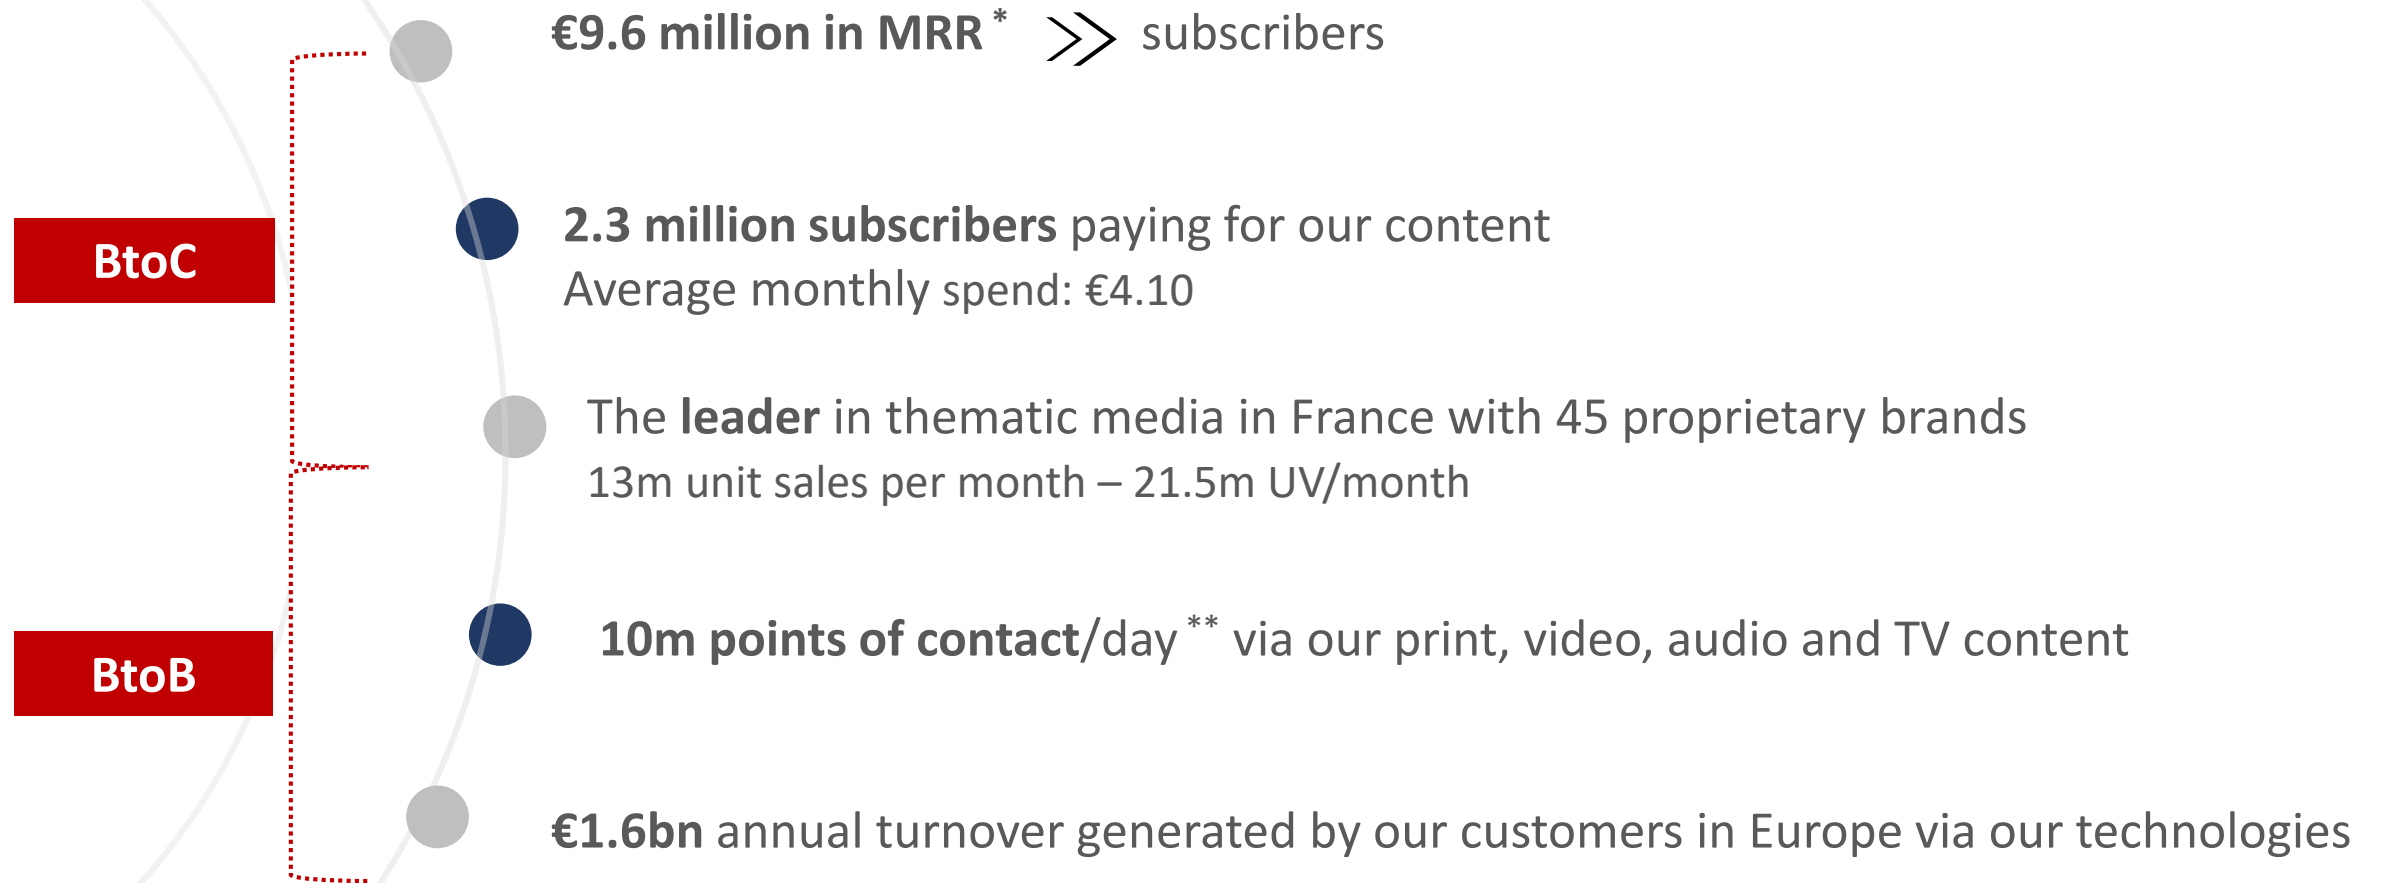 €9.6 million in MRR* subscribers
BtoC
2.3 million subscribers paying for our content
Average monthly spend: €4.10
The leader in thematic media in France with 45 proprietary brands
13m unit sales per month – 21.5m UV/month
BtoB
10m points of contact/day** via our print, video, audio and TV content
€1.6bn annual turnover generated by our customers in Europe via our technologies